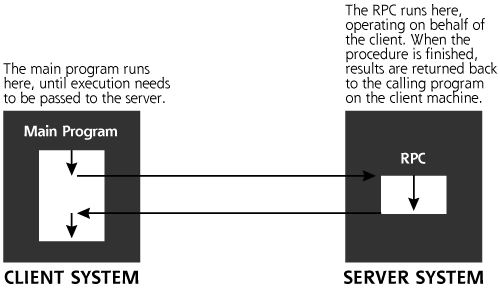 The RPC runs here,
operating on behalf of
the client. When the
procedure is finished,
results are returned back
to the calling program
on the client machine.
The main program runs
here, until execution needs
to be passed to the server.
Main Program
RPC
CLIENT SYSTEM
SERVER SYSTEM